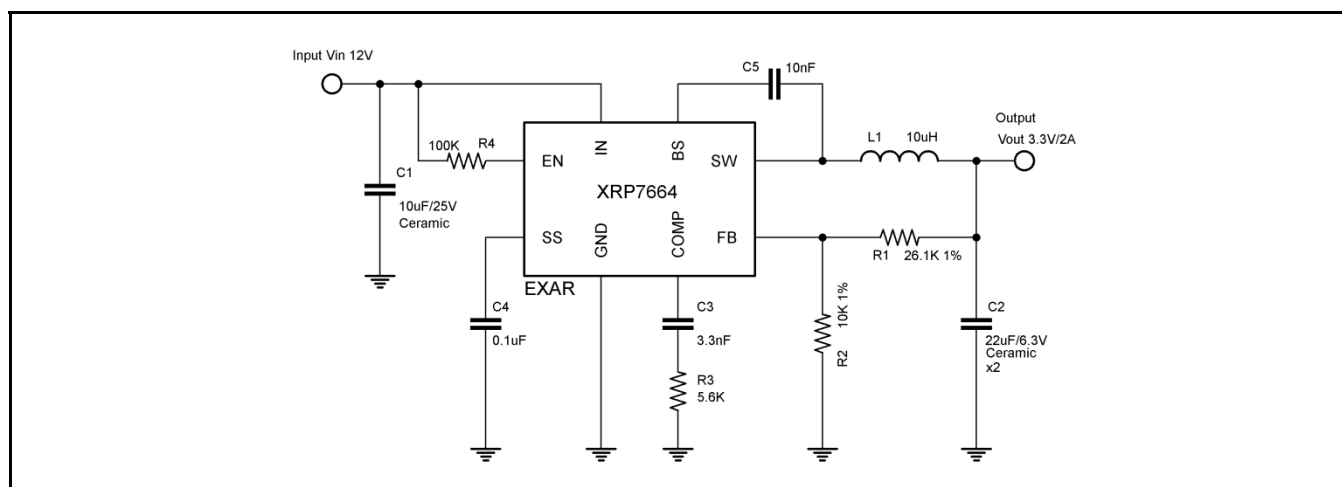 Input Vin 12V
C5
10nF
Output
Vout 3.3V/2A
L1
10uH
100K
R4
EN
IN
BS
SW
XRP7664
C1
10uF/25V
Ceramic
SS
GND
COMP
FB
R1
26.1K 1%
EXAR
C4
0.1uF
C3
3.3nF
10K 1%
R2
C2
22uF/6.3V
Ceramic
x2
R3
5.6K